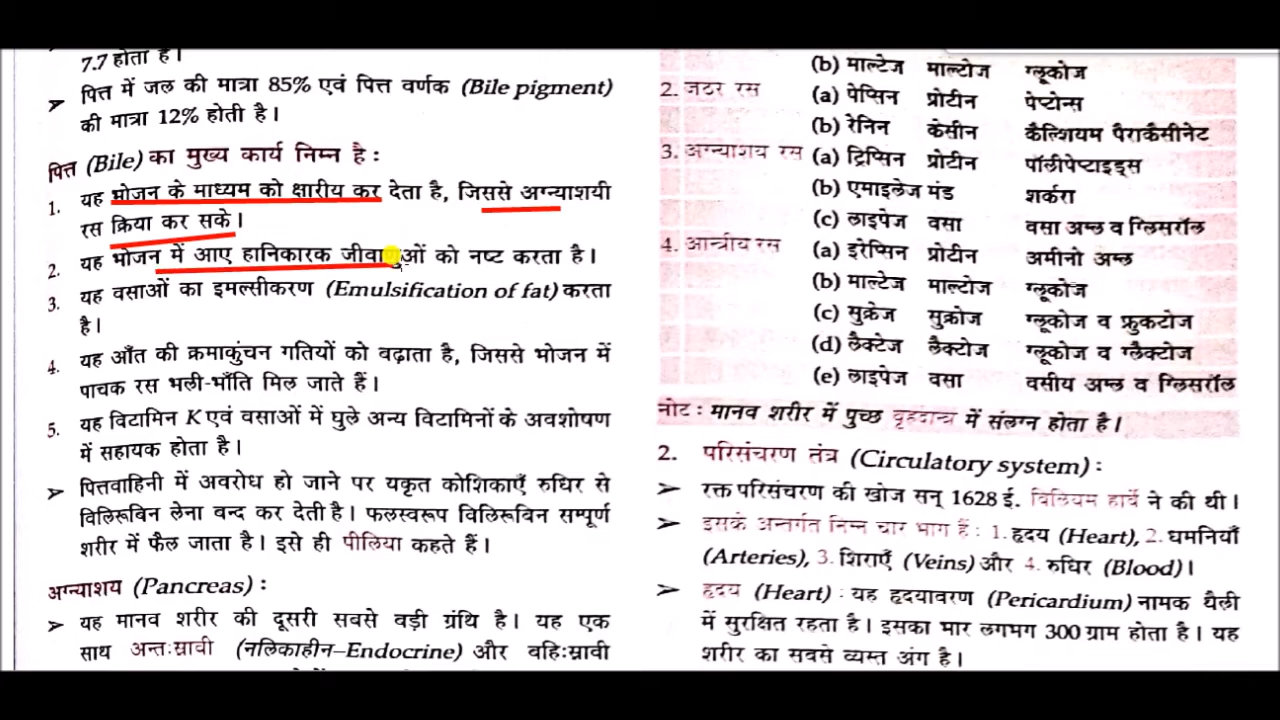 7.7 होता है।
➢ पित्त में जल की मात्रा 85% एवं पित्त वर्णक (Bile pigment)
की मात्रा 12% होती है।
पित्त (Bile) का मुख्य कार्य निम्न है :
1. यह भोजन के माध्यम को क्षारीय कर देता है, जिससे अग्न्याशयी
रस क्रिया कर सके।
2. यह भोजन में आए हानिकारक जीवाणुओं को नष्ट करता है।
3. यह वसाओं का इमल्सीकरण (Emulsification of fat) करता
है।
4. यह आँत की क्रमाकुंचन गतियों को बढ़ाता है, जिससे भोजन में
पाचक रस भली-भाँति मिल जाते हैं।
5. यह विटामिन K एवं वसाओं में घुले अन्य विटामिनों के अवशोषण
में सहायक होता है।
➢ पित्तवाहिनी में अवरोध हो जाने पर यकृत कोशिकाएँ रुधिर से
विलिरूबिन लेना वन्द कर देती है। फलस्वरूप विलिरूबिन सम्पूर्ण
शरीर में फैल जाता है। इसे ही पीलिया कहते हैं।
अग्न्याशय (Pancreas) :
➢ यह मानव शरीर की दूसरी सबसे वड़ी ग्रंथि है। यह एक
साथ अन्तःस्रावी (नलिकाहीन–Endocrine) और वहिःस्रावी
(b) माल्टेज माल्टोज ग्लूकोज
2. जठर रस (a) पेप्सिन प्रोटीन पेप्टोन्स
(b) रेनिन केसीन कैल्शियम पैराकैसीनेट
3. अग्न्याशय रस (a) ट्रिप्सिन प्रोटीन पॉलीपेप्टाइड्स
(b) एमाइलेज मंड शर्करा
(c) लाइपेज वसा वसा अम्ल व ग्लिसरॉल
4. आन्त्रीय रस (a) इरेप्सिन प्रोटीन अमीनो अम्ल
(b) माल्टेज माल्टोज ग्लूकोज
(c) सुक्रेज सुक्रोज ग्लूकोज व फ्रुकटोज
(d) लैक्टेज लैक्टोज ग्लूकोज व ग्लैक्टोज
(e) लाइपेज वसा वसीय अम्ल व ग्लिसरॉल
नोट : मानव शरीर में पुच्छ वृहदान्त्र में संलग्न होता है।
2. परिसंचरण तंत्र (Circulatory system) :
➢ रक्त परिसंचरण की खोज सन् 1628 ई. विलियम हार्वे ने की थी।
➢ इसके अन्तर्गत निम्न चार भाग हैं : 1. हृदय (Heart), 2. धमनियाँ
(Arteries), 3. शिराएँ (Veins) और 4. रुधिर (Blood)।
➢ हृदय (Heart) : यह हृदयावरण (Pericardium) नामक थैली
में सुरक्षित रहता है। इसका भार लगभग 300 ग्राम होता है। यह
शरीर का सबसे व्यस्त अंग है।